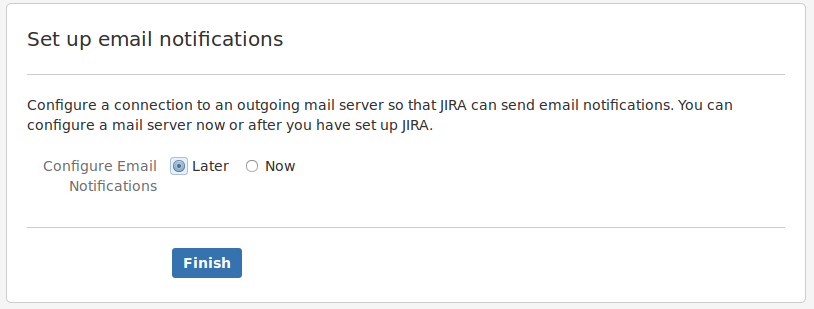 Set up email notifications
Configure a connection to an outgoing mail server so that JIRA can send email notifications. You can
configure a mail server now or after you have set up JIRA.
Configure Email Later Now
Notifications
Finish